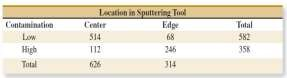 Location in Sputtering Tool
Contamination Center Edge Total
Low 514 68 582
High 112 246 358
Total 626 314